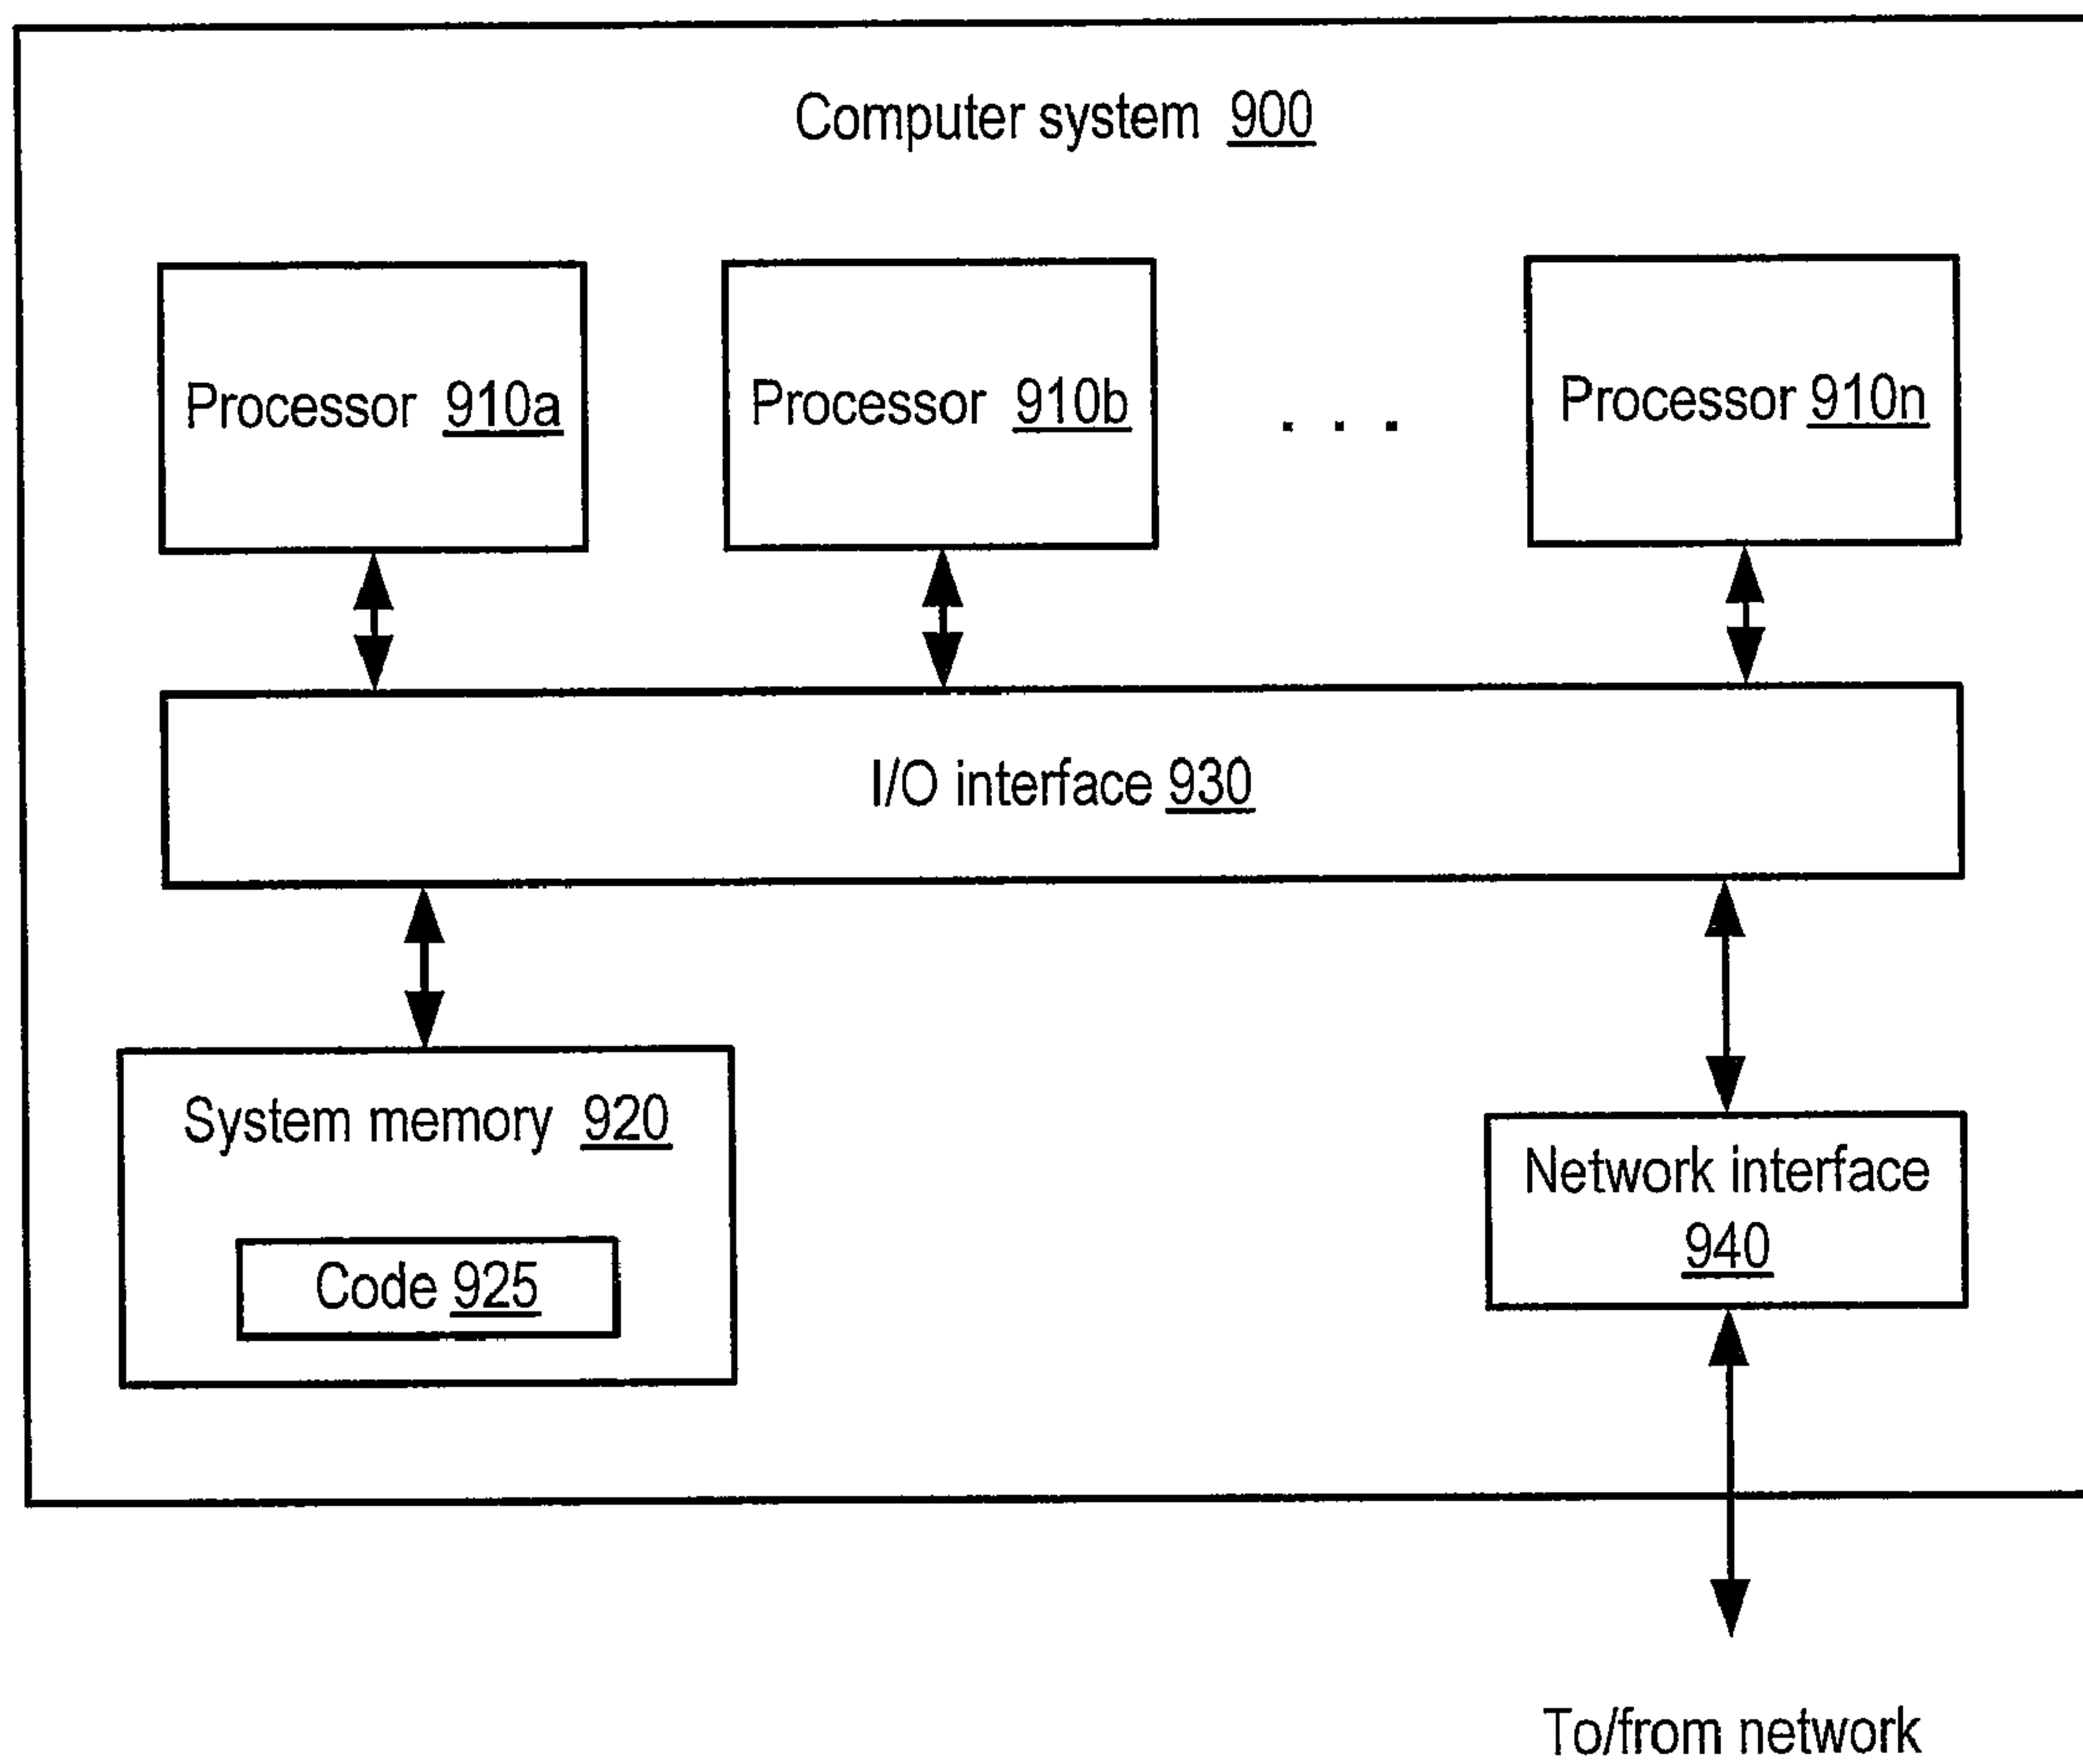 Computer system 900
Processor 910a
Processor 910b
. . .
Processor 910n
I/O interface 930
System memory 920
Code 925
Network interface
940
To/from network